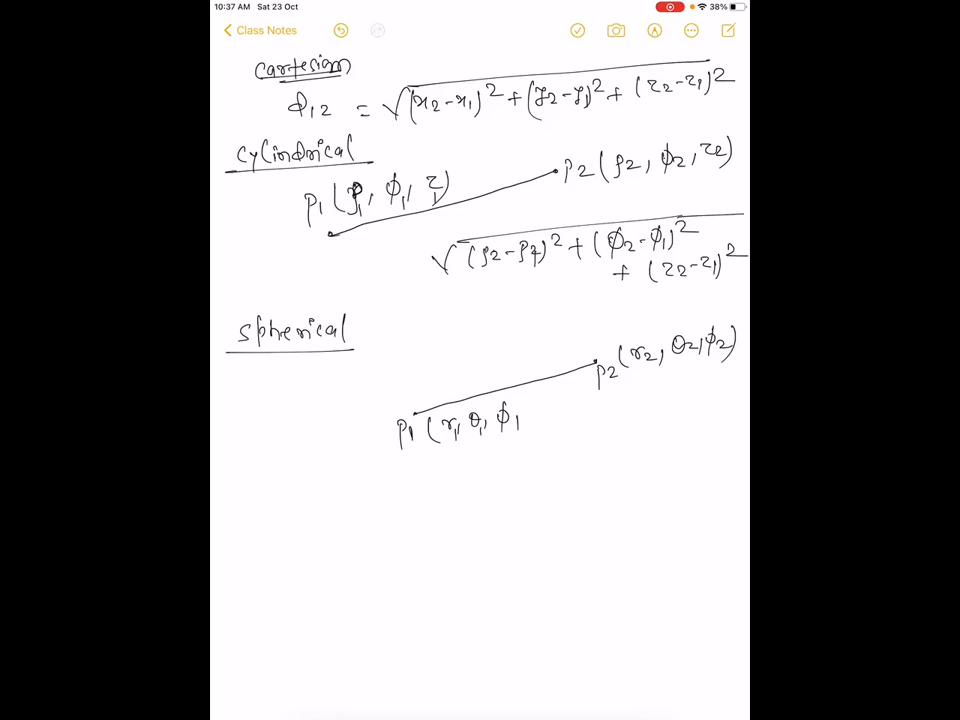 10:37 AM Sat 23 Oct 38%
Class Notes
Cartesian
d12 = √(x2-x1)^2 + (y2-y1)^2 + (z2-z1)^2
Cylindrical
P1 (ρ1, ϕ1, z1)
P2 (ρ2, ϕ2, z2)
√(ρ2-ρ1)^2 + (ϕ2-ϕ1)^2
+ (z2-z1)^2
Spherical
P2 (r2, θ2, ϕ2)
P1 (r1, θ1, ϕ1